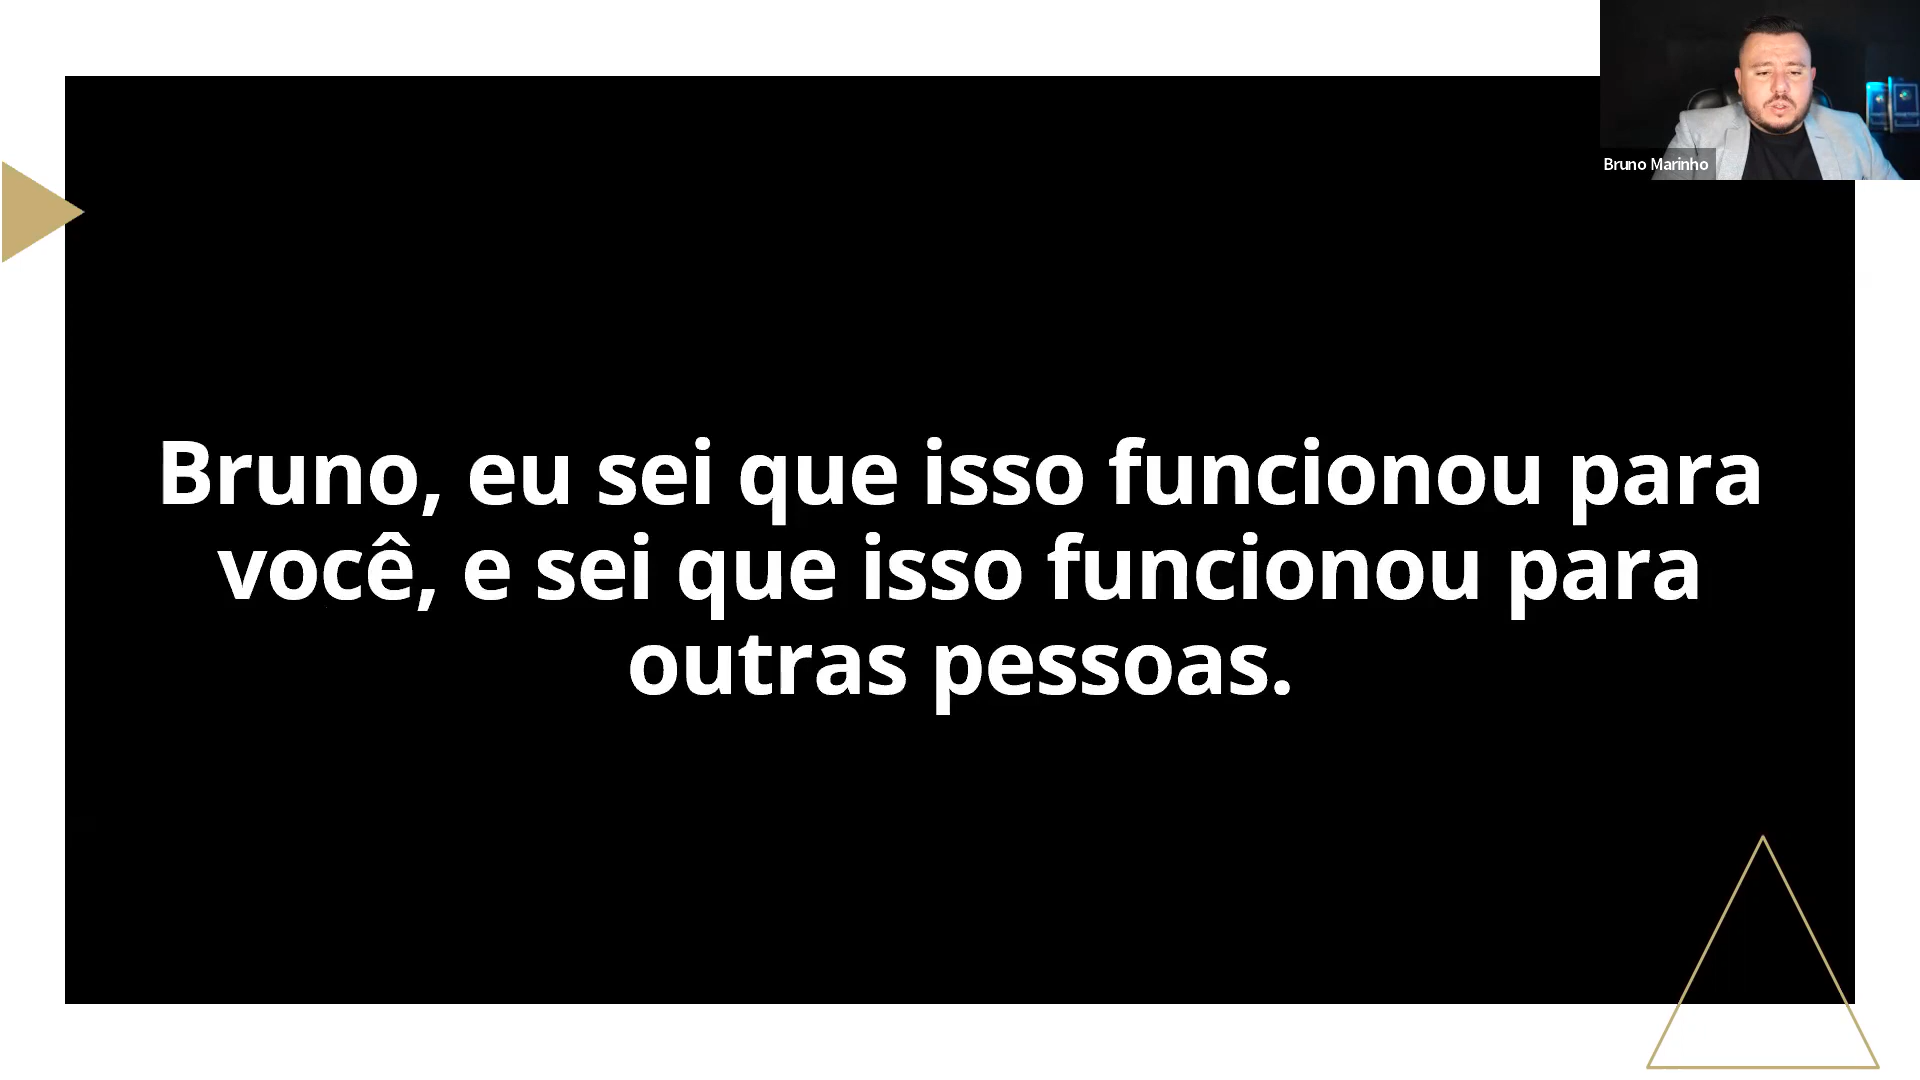 Bruno Marinho
Bruno, eu sei que isso funcionou para
você, e sei que isso funcionou para
outras pessoas.